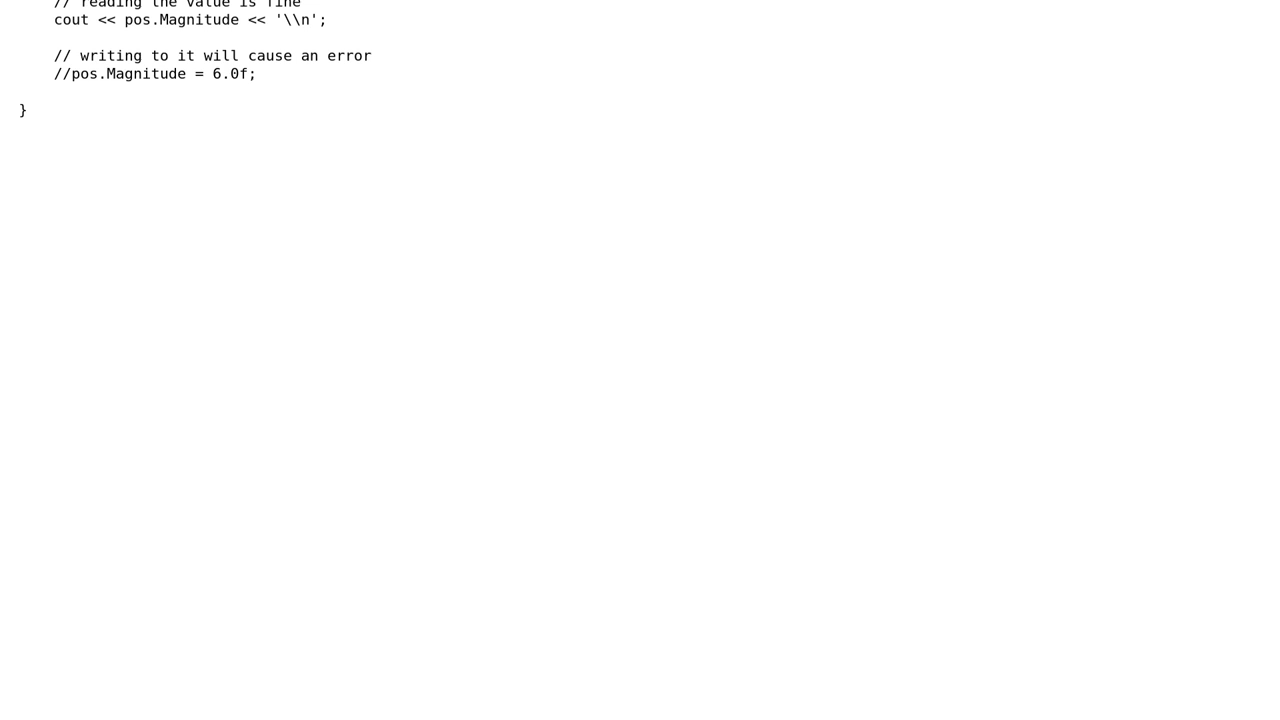 // reading the value is fine
cout << pos.Magnitude << '\\n';
// writing to it will cause an error
//pos.Magnitude = 6.0f;
}